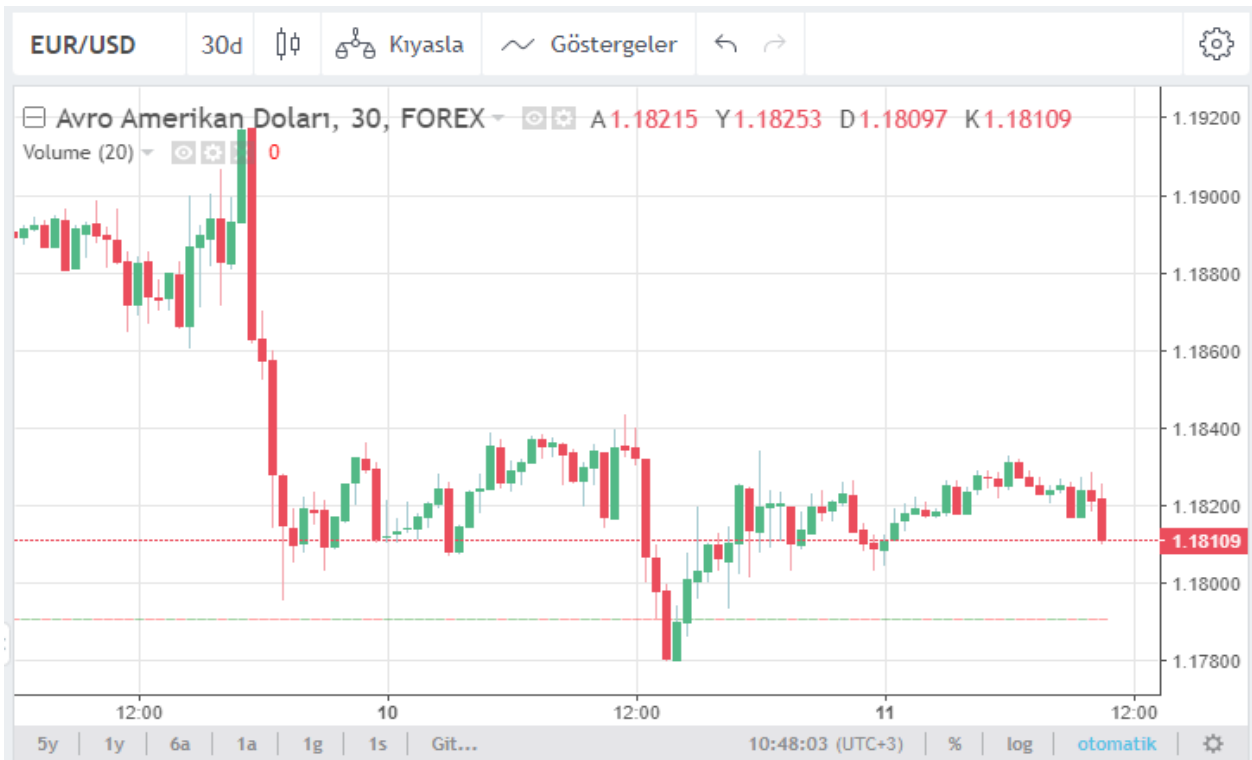 EUR/USD 30d Kıyasla Göstergeler
Avro Amerikan Doları, 30, FOREX A1.18215 Y1.18253 D1.18097 K1.18109
Volume (20) 0
1.19200
1.19000
1.18800
1.18600
1.18400
1.18200
1.18109
1.18000
1.17800
12:00 10 12:00 11 12:00
5y 1y 6a 1a 1g 1s Git... 10:48:03 (UTC+3) % log otomatik